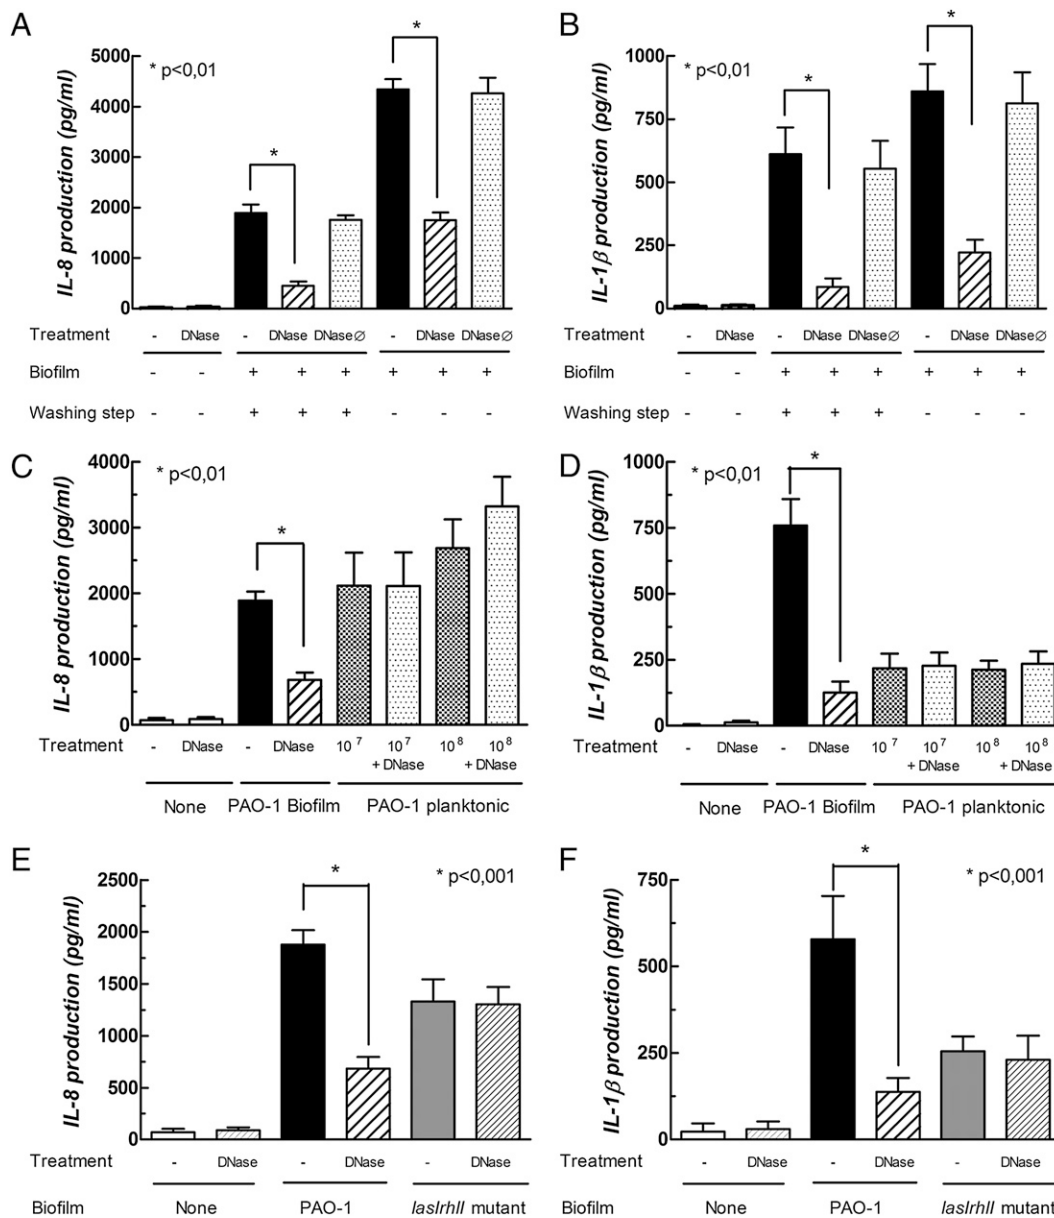 A
* p<0,01
IL-8 production (pg/ml)
5000
4000
3000
2000
1000
0
*
*
Treatment - DNase - DNase DNase∅ - DNase DNase∅
Biofilm - - + + + + + +
Washing step - - + + + - - -
B
* p<0,01
IL-1β production (pg/ml)
1000
750
500
250
0
*
*
Treatment - DNase - DNase DNase∅ - DNase DNase∅
Biofilm - - + + + + + +
Washing step - - + + + - - -
C
* p<0,01
IL-8 production (pg/ml)
4000
3000
2000
1000
0
*
Treatment - DNase - DNase 10 7 10 7 10 8 10 8
+ DNase + DNase
None PAO-1 Biofilm PAO-1 planktonic
D
* p<0,01
IL-1β production (pg/ml)
1000
750
500
250
0
*
Treatment - DNase - DNase 10 7 10 7 10 8 10 8
+ DNase + DNase
None PAO-1 Biofilm PAO-1 planktonic
E
* p<0,001
IL-8 production (pg/ml)
2500
2000
1500
1000
500
0
*
Treatment - DNase - DNase - DNase
Biofilm None PAO-1 lasIrhlI mutant
F
* p<0,001
IL-1β production (pg/ml)
750
500
250
0
*
Treatment - DNase - DNase - DNase
Biofilm None PAO-1 lasIrhlI mutant